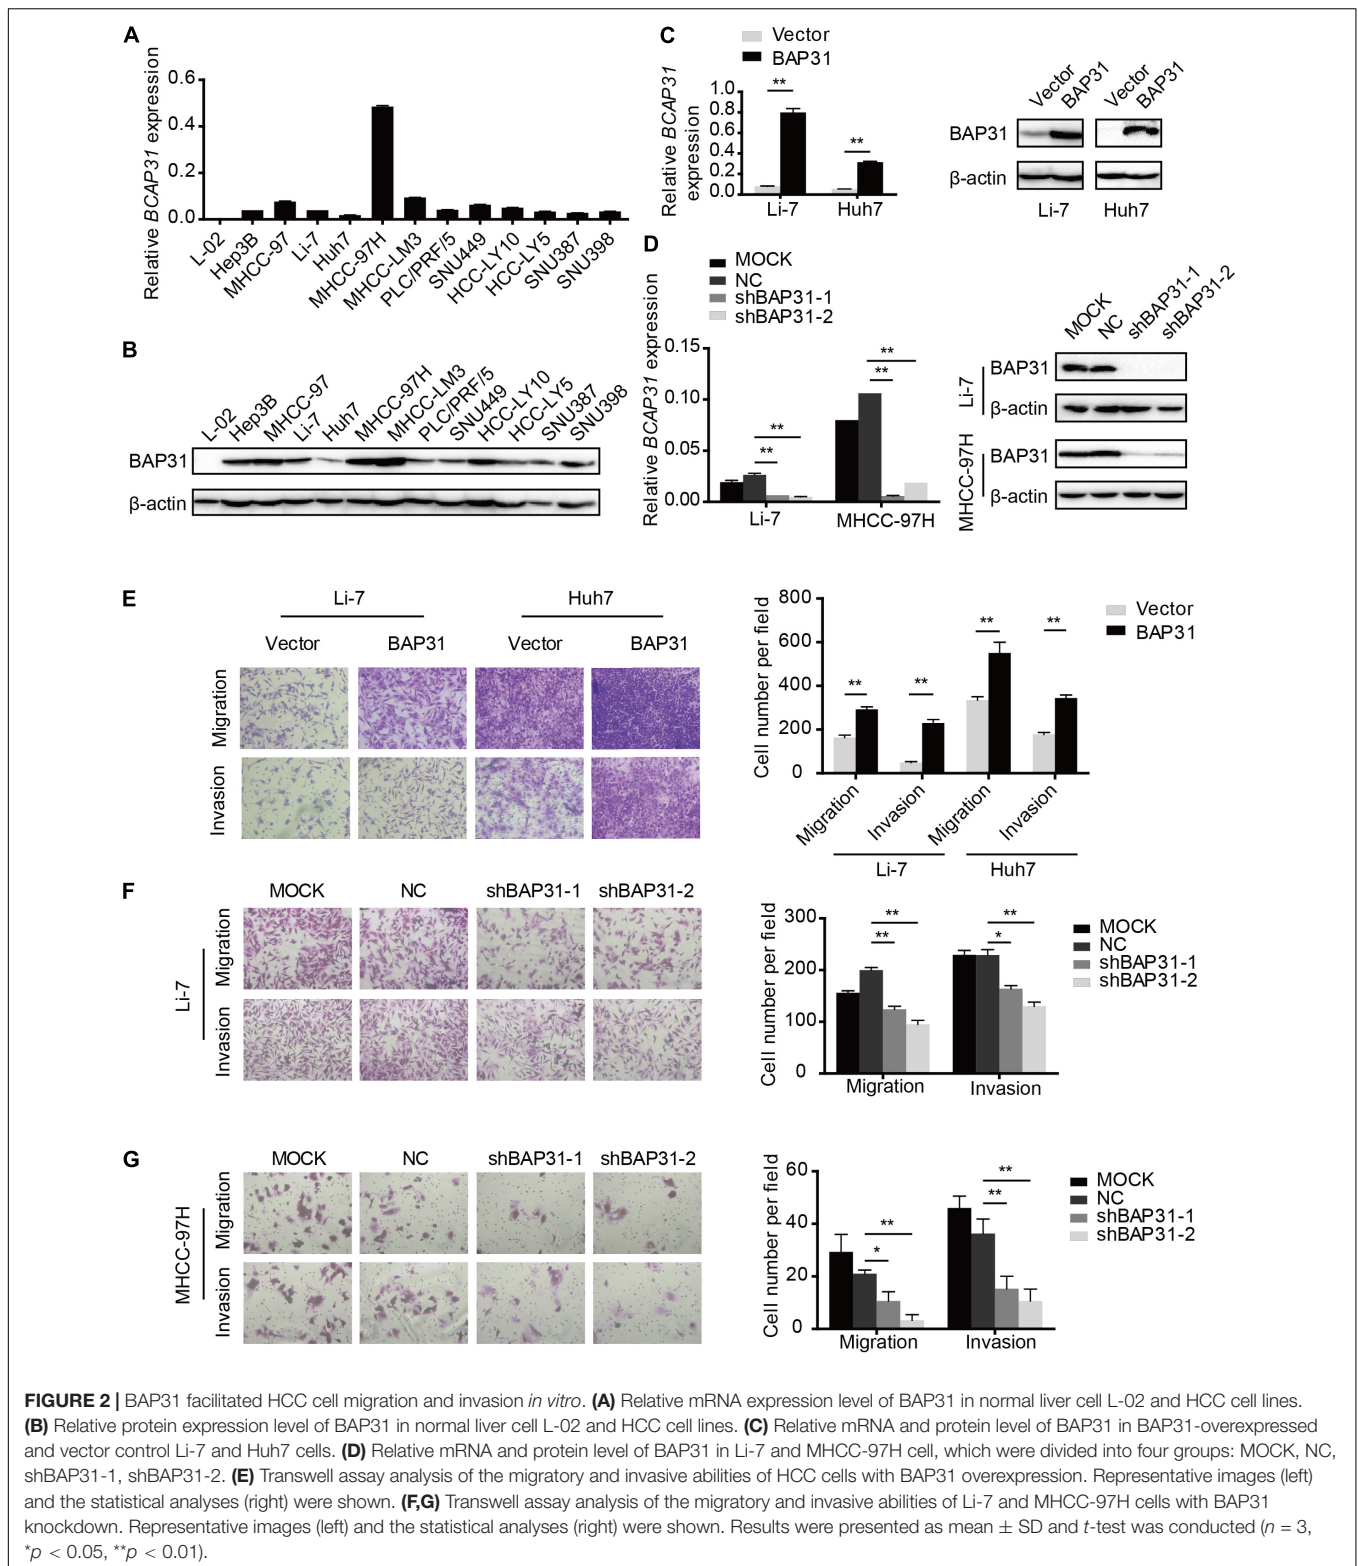 A
Relative BCAP31 expression
0.6
0.4
0.2
0.0
L-02
Hep3B
MHCC-97
Li-7
Huh7
MHCC-97H
MHCC-LM3
PLC/PRF/5
SNU449
HCC-LY10
HCC-LY5
SNU387
SNU398
B
L-02
Hep3B
MHCC-97
Li-7
Huh7
MHCC-97H
MHCC-LM3
PLC/PRF/5
SNU449
HCC-LY10
HCC-LY5
SNU387
SNU398
BAP31
β-actin
C
Vector
BAP31
Relative BCAP31
expression
1.0
0.8
0.6
0.4
0.2
0.0
**
**
Li-7
Huh7
Vector
BAP31
Vector
BAP31
BAP31
β-actin
Li-7
Huh7
D
MOCK
NC
shBAP31-1
shBAP31-2
Relative BCAP31 expression
0.15
0.10
0.05
0.00
**
**
**
**
Li-7
MHCC-97H
MOCK
NC
shBAP31-1
shBAP31-2
Li-7
BAP31
β-actin
MHCC-97H
BAP31
β-actin
E
Li-7
Huh7
Vector
BAP31
Vector
BAP31
Migration
Invasion
Cell number per field
800
600
400
200
0
**
**
**
**
Vector
BAP31
Migration
Invasion
Migration
Invasion
Li-7
Huh7
F
MOCK
NC
shBAP31-1
shBAP31-2
Li-7
Migration
Invasion
Cell number per field
300
200
100
0
**
**
**
*
Migration
Invasion
MOCK
NC
shBAP31-1
shBAP31-2
G
MOCK
NC
shBAP31-1
shBAP31-2
MHCC-97H
Migration
Invasion
Cell number per field
60
40
20
0
**
*
**
**
Migration
Invasion
MOCK
NC
shBAP31-1
shBAP31-2
FIGURE 2 | BAP31 facilitated HCC cell migration and invasion in vitro. (A) Relative mRNA expression level of BAP31 in normal liver cell L-02 and HCC cell lines.
(B) Relative protein expression level of BAP31 in normal liver cell L-02 and HCC cell lines. (C) Relative mRNA and protein level of BAP31 in BAP31-overexpressed
and vector control Li-7 and Huh7 cells. (D) Relative mRNA and protein level of BAP31 in Li-7 and MHCC-97H cell, which were divided into four groups: MOCK, NC,
shBAP31-1, shBAP31-2. (E) Transwell assay analysis of the migratory and invasive abilities of HCC cells with BAP31 overexpression. Representative images (left)
and the statistical analyses (right) were shown. (F,G) Transwell assay analysis of the migratory and invasive abilities of Li-7 and MHCC-97H cells with BAP31
knockdown. Representative images (left) and the statistical analyses (right) were shown. Results were presented as mean ± SD and t-test was conducted (n = 3,
*p < 0.05, **p < 0.01).